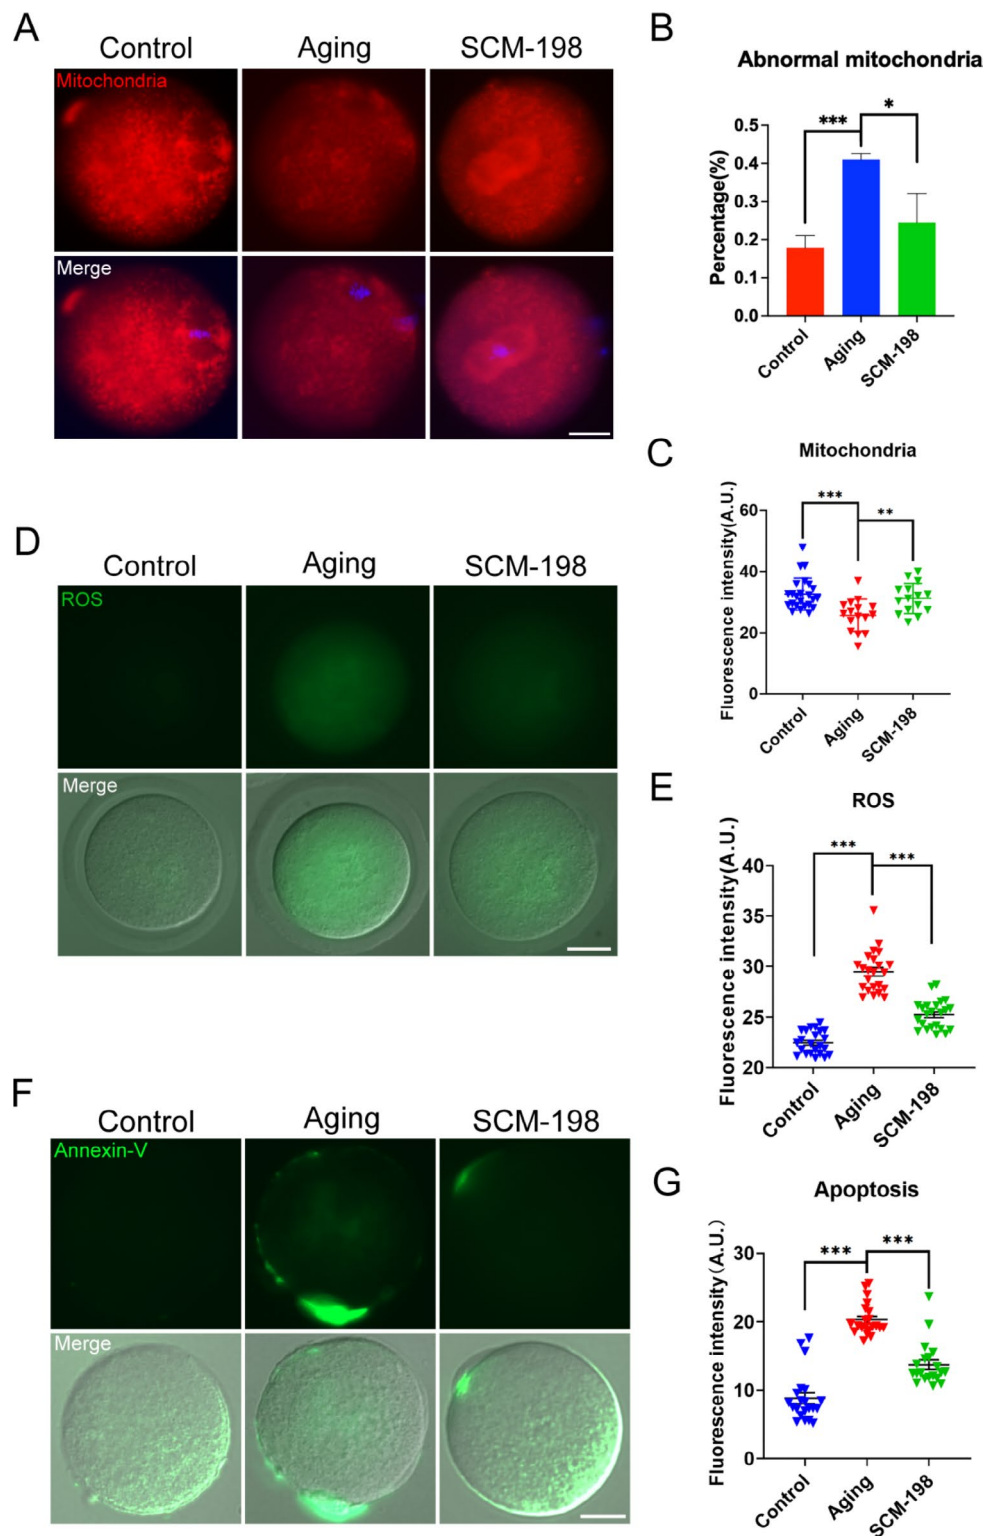 A
Control
Aging
SCM-198
Mitochondria
Merge
B
Abnormal mitochondria
Percentage(%)
0.5
0.4
0.3
0.2
0.1
0.0
***
*
Control
Aging
SCM-198
C
Mitochondria
Fluorescence intensity(A.U.)
60
40
20
0
***
**
Control
Aging
SCM-198
D
Control
Aging
SCM-198
ROS
Merge
E
ROS
Fluorescence intensity(A.U.)
40
30
25
20
***
***
Control
Aging
SCM-198
F
Control
Aging
SCM-198
Annexin-V
Merge
G
Apoptosis
Fluorescence intensity(A.U.)
30
20
10
0
***
***
Control
Aging
SCM-198